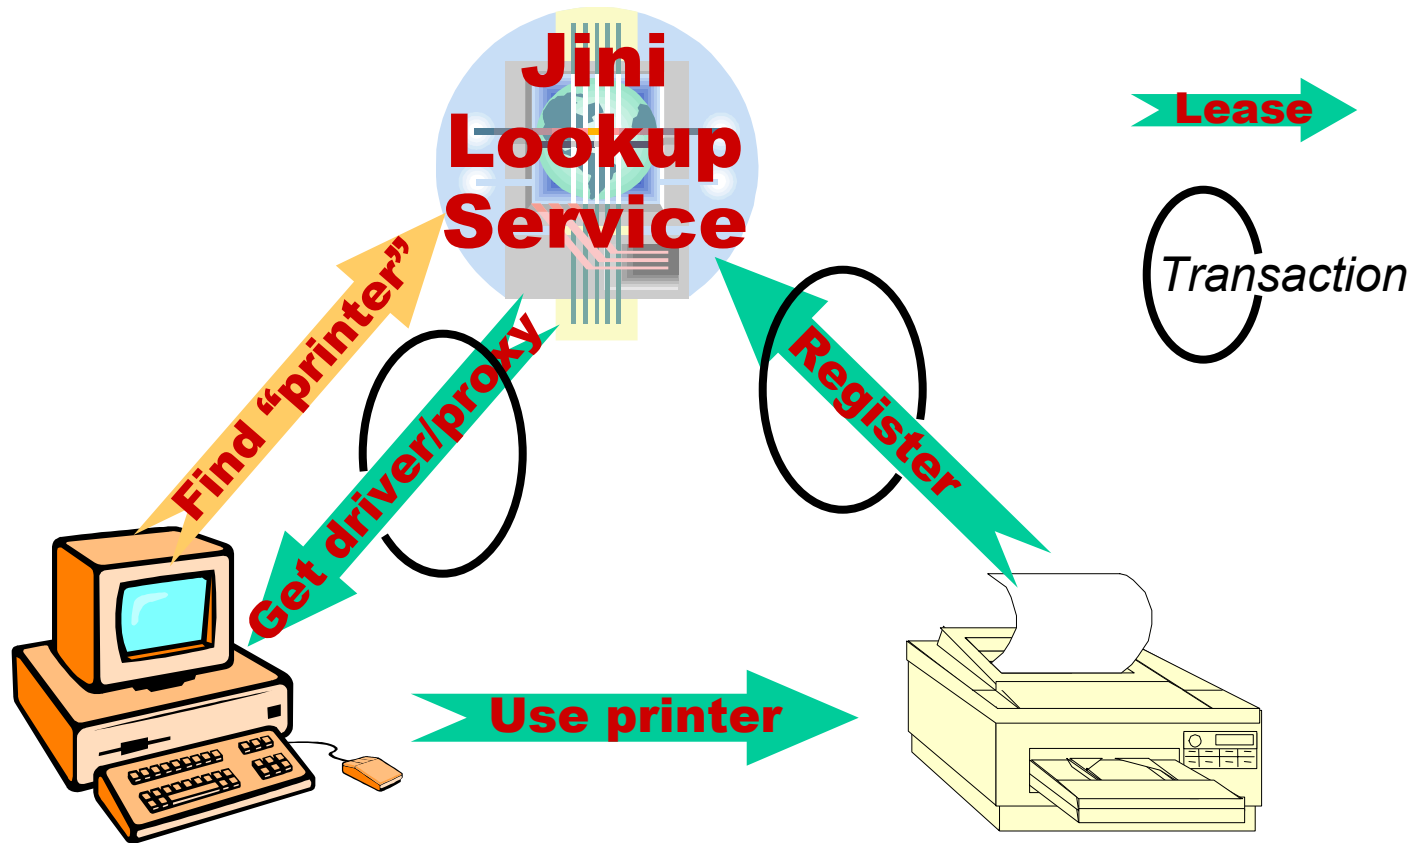 Jini
Lookup
Service
Lease
Transaction
Find “printer”
Get driver/proxy
Register
Use printer